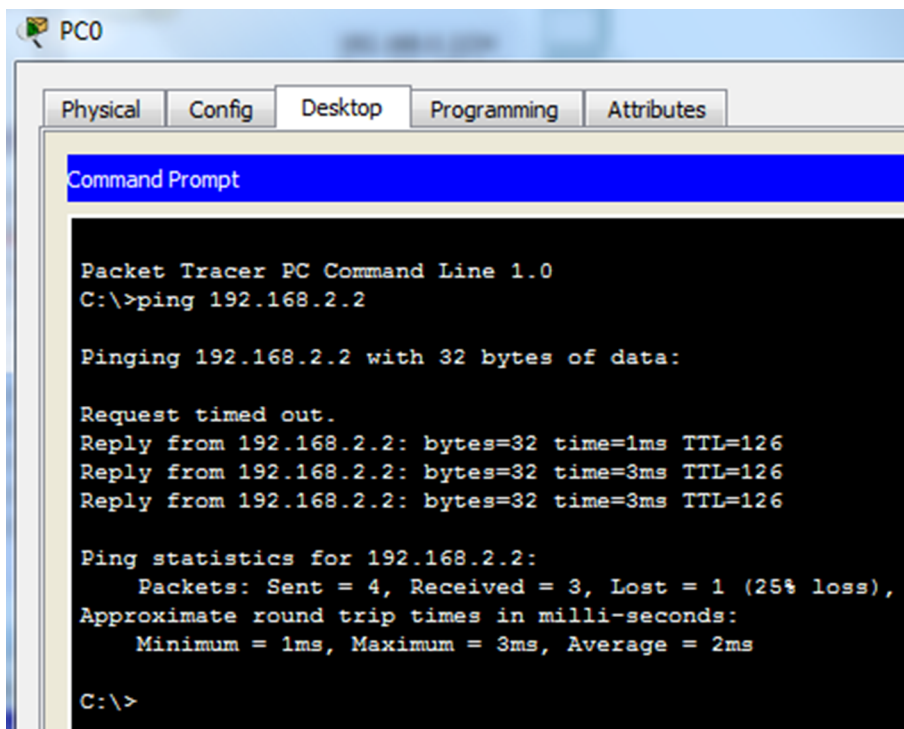 PC0
Physical
Config
Desktop
Programming
Attributes
Command Prompt
Packet Tracer PC Command Line 1.0
C:\>ping 192.168.2.2
Pinging 192.168.2.2 with 32 bytes of data:
Request timed out.
Reply from 192.168.2.2: bytes=32 time=1ms TTL=126
Reply from 192.168.2.2: bytes=32 time=3ms TTL=126
Reply from 192.168.2.2: bytes=32 time=3ms TTL=126
Ping statistics for 192.168.2.2:
Packets: Sent = 4, Received = 3, Lost = 1 (25% loss),
Approximate round trip times in milli-seconds:
Minimum = 1ms, Maximum = 3ms, Average = 2ms
C:\>